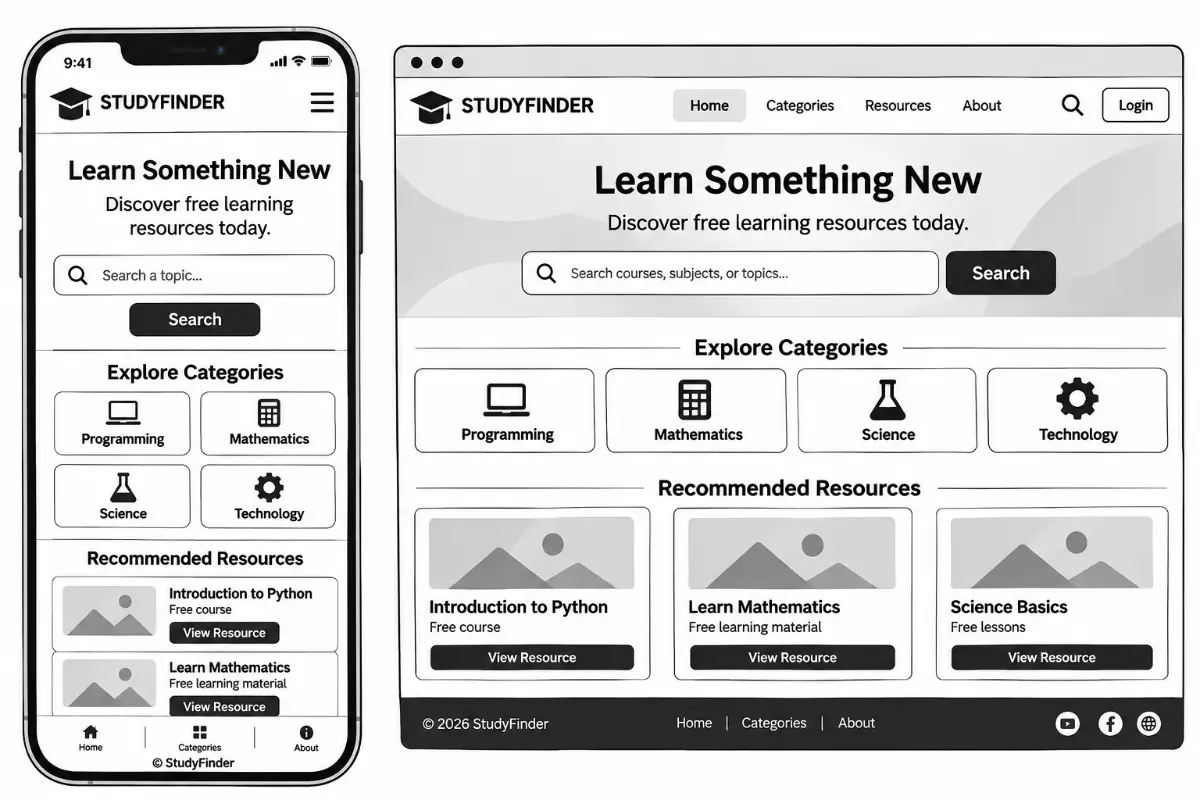 9:41
STUDYFINDER
Learn Something New
Discover free learning
resources today.
Search a topic...
Search
Explore Categories
Programming
Mathematics
Science
Technology
Recommended Resources
Introduction to Python
Free course
View Resource
Learn Mathematics
Free learning material
View Resource
Home
Categories
About
© StudyFinder
STUDYFINDER
Home
Categories
Resources
About
Login
Learn Something New
Discover free learning resources today.
Search courses, subjects, or topics...
Search
Explore Categories
Programming
Mathematics
Science
Technology
Recommended Resources
Introduction to Python
Free course
View Resource
Learn Mathematics
Free learning material
View Resource
Science Basics
Free lessons
View Resource
© 2026 StudyFinder
Home | Categories | About